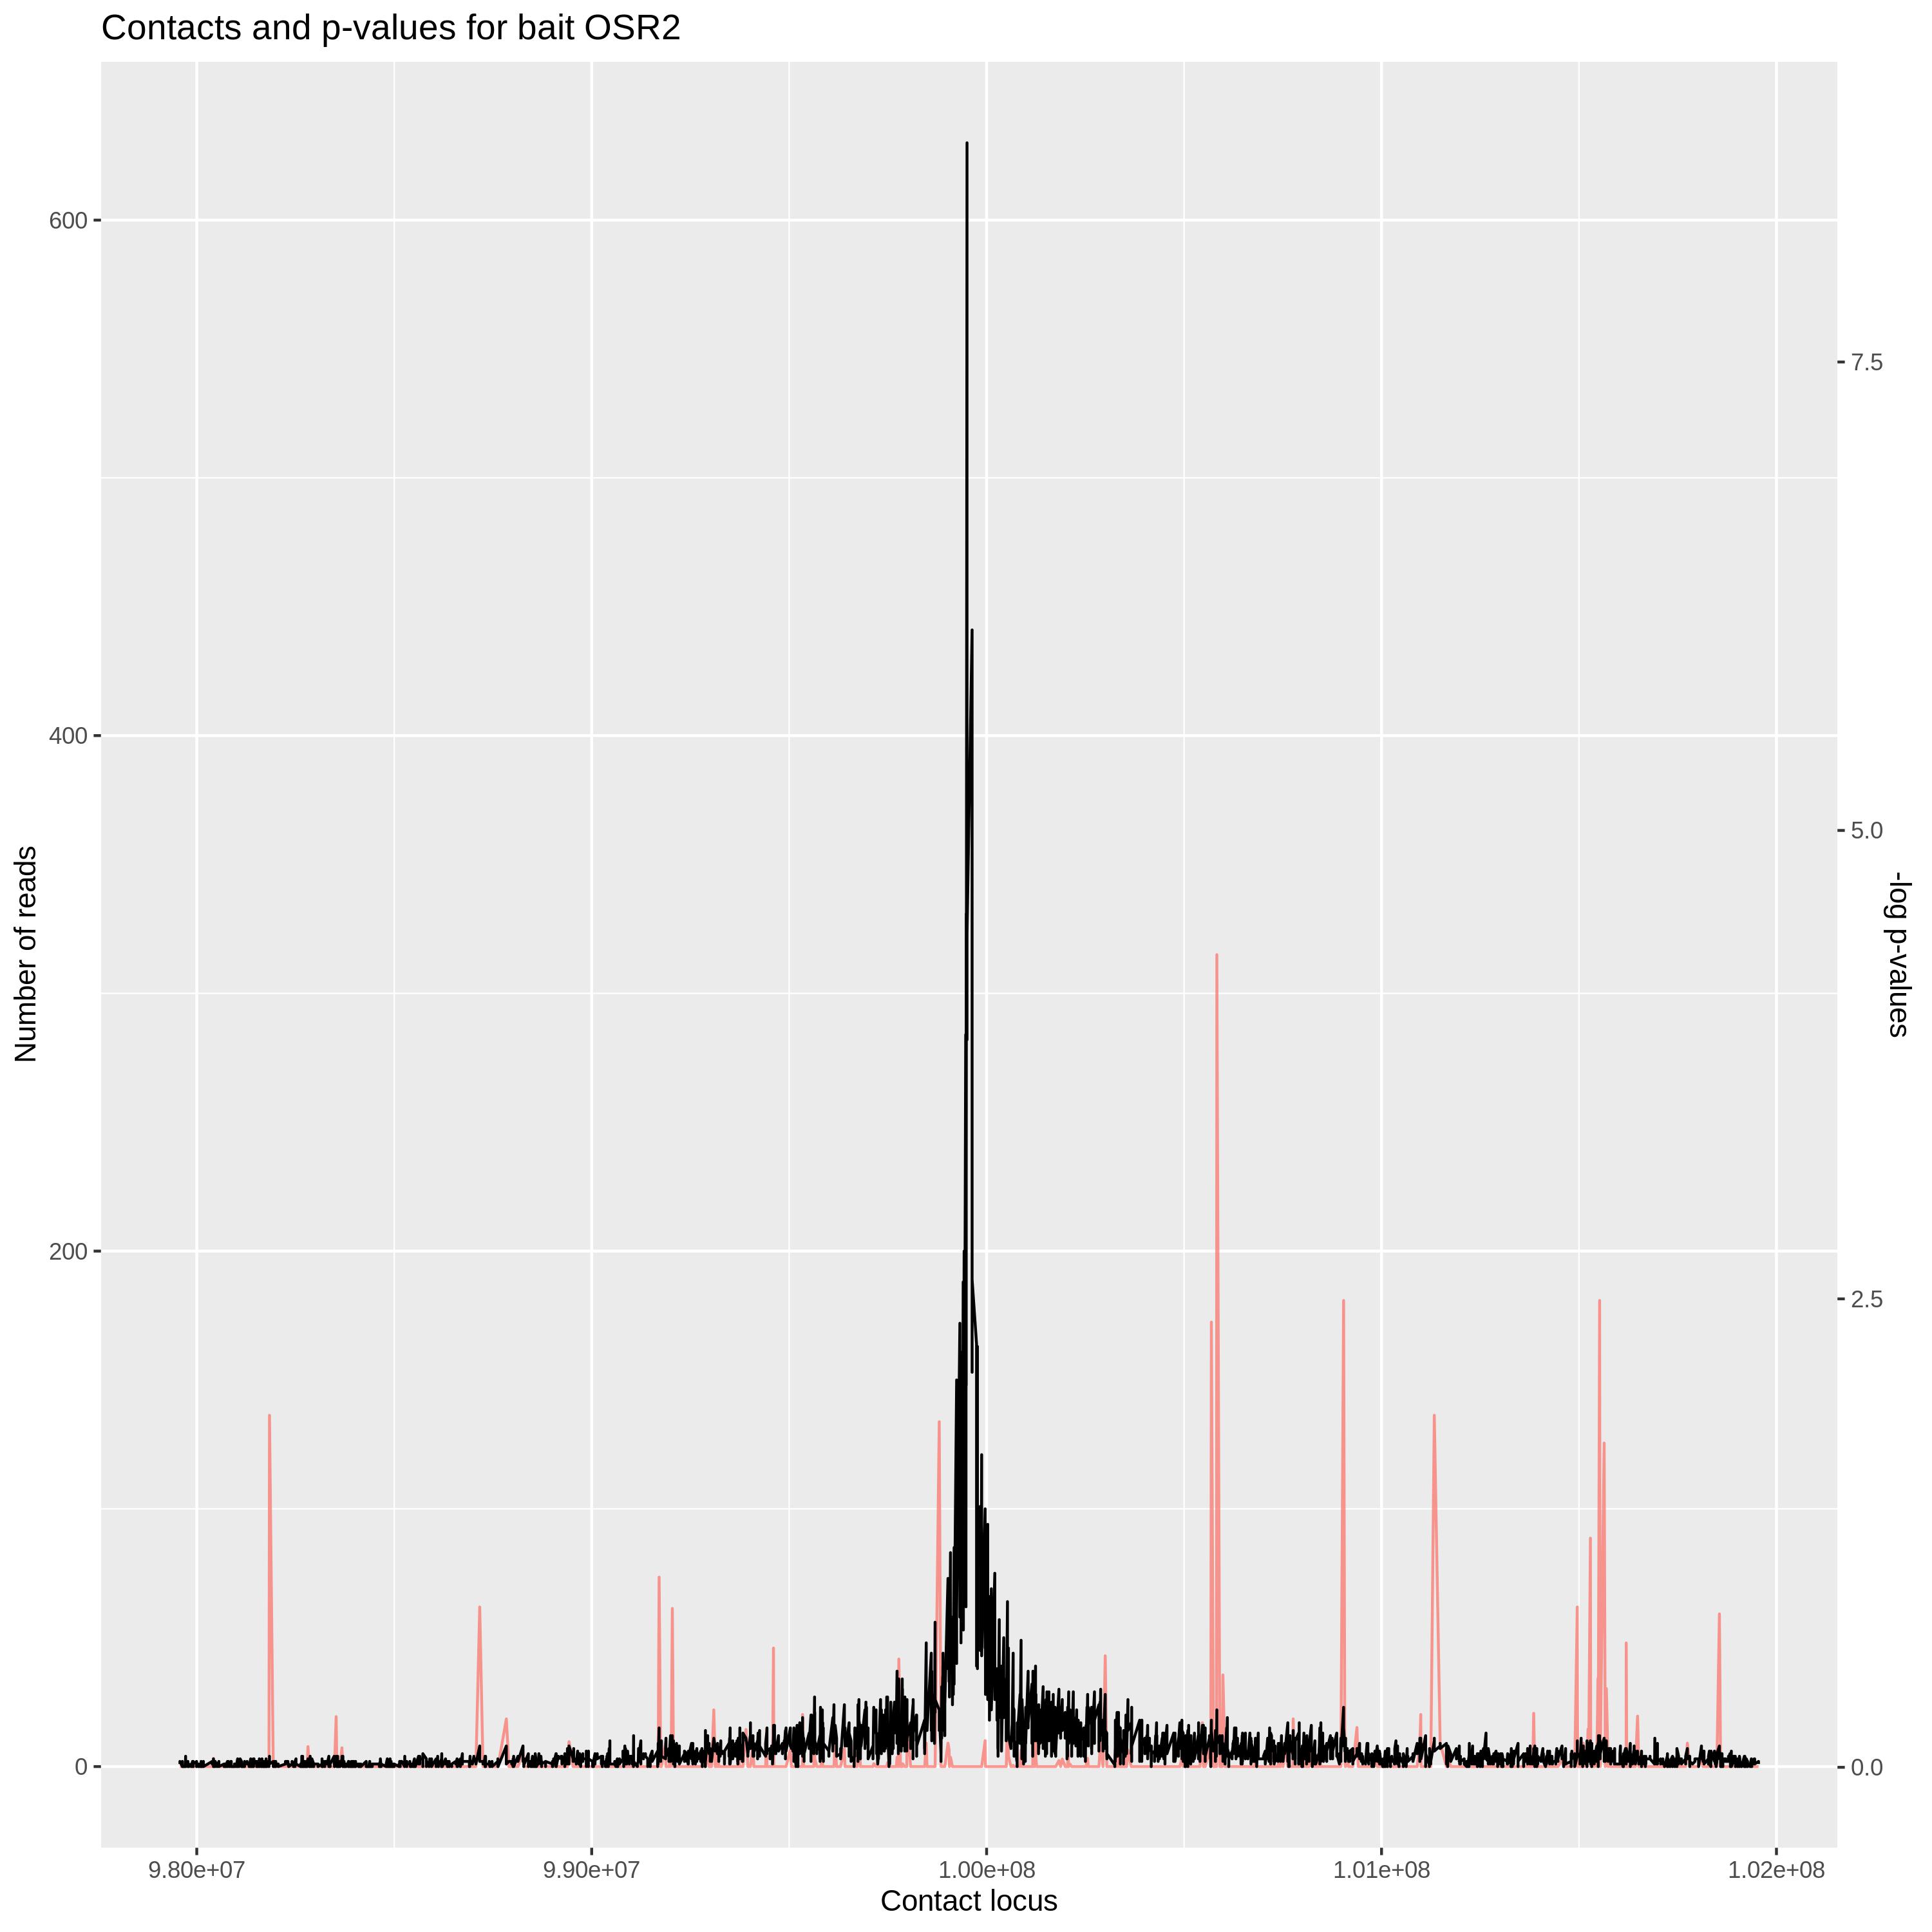 Contacts and p-values for bait OSR2
Number of reads
600
400
200
0
7.5
5.0
2.5
0.0
-log p-values
9.80e+07
9.90e+07
1.00e+08
1.01e+08
1.02e+08
Contact locus